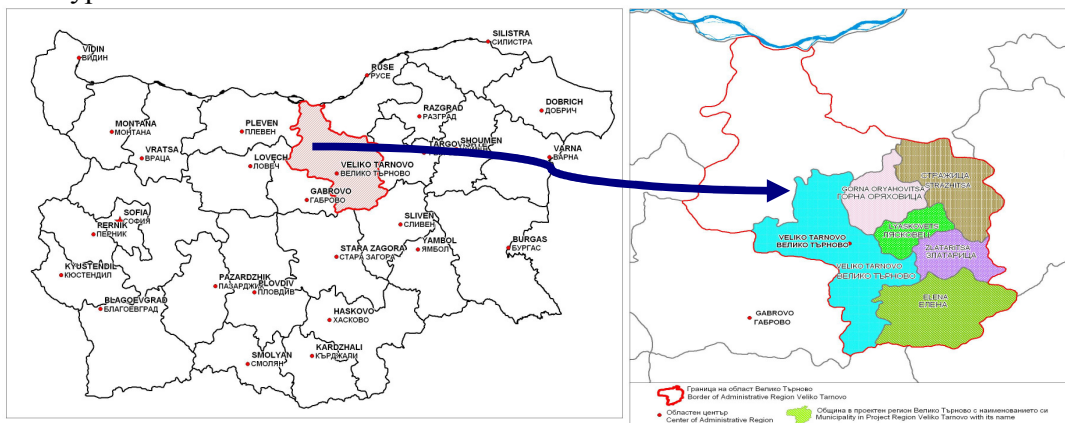 SILISTRA
СИЛИСТРА
VIDIN
ВИДИН
RUSE
РУСЕ
DOBRICH
ДОБРИЧ
RAZGRAD
РАЗГРАД
PLEVEN
ПЛЕВЕН
MONTANA
МОНТАНА
SHOUMEN
TARGOVISHTE
VRATSA
ВРАЦА
LOVECH
ЛОВЕЧ
VARNA
ВАРНА
VELIKO TARNOVO
ВЕЛИКО ТЪРНОВО
GABROVO
ГАБРОВО
SOFIA
СОФИЯ
PERNIK
ПЕРНИК
SLIVEN
СЛИВЕН
YAMBOL
ЯМБОЛ
BURGAS
БУРГАС
STARA ZAGORA
СТАРА ЗАГОРА
KYUSTENDIL
КЮСТЕНДИЛ
PAZARDZHIK
ПАЗАРДЖИК
PLOVDIV
ПЛОВДИВ
BLAGOEVGRAD
БЛАГОЕВГРАД
HASKOVO
ХАСКОВО
SMOLYAN
СМОЛЯН
KARDZHALI
КЪРДЖАЛИ
СТРАЖИЦА
STRAZHITSA
GORNA ORYAHOVITSA
ГОРНА ОРЯХОВИЦА
LYASKOVETS
ЛЯСКОВЕЦ
VELIKO TARNOVO
ВЕЛИКО ТЪРНОВО
ZLATARITSA
ЗЛАТАРИЦА
VELIKO TARNOVO
ВЕЛИКО ТЪРНОВО
ELENA
ЕЛЕНА
GABROVO
ГАБРОВО
Граница на област Велико Търново
Border of Administrative Region Veliko Tarnovo
Областен център
Center of Administrative Region
Община в проектен регион Велико Търново с наименованието си
Municipality in Project Region Veliko Tarnovo with its name